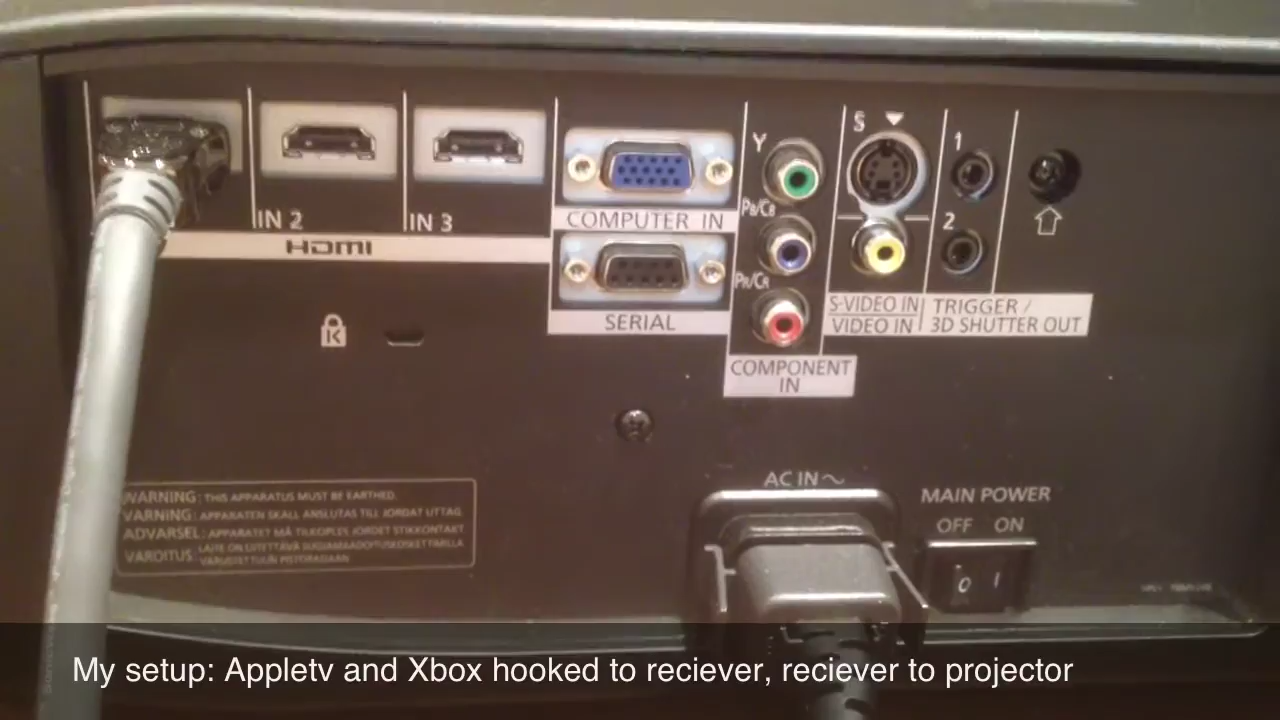 IN 2
IN 3
HDMI
COMPUTER IN
SERIAL
Y
PB/CB
PR/CR
COMPONENT
IN
S
S-VIDEO IN
VIDEO IN
1
2
TRIGGER /
3D SHUTTER OUT
K
WARNING: THIS APPARATUS MUST BE EARTHED.
VARNING: APPARATEN SKALL ANSLUTAS TILL JORDAT UTTAG.
ADVARSEL: APPARATET MÅ TILKOPLES JORDET STIKKONTAKT
VAROITUS: LAITE ON
AC IN ~
MAIN POWER
OFF ON
0 I
My setup: Appletv and Xbox hooked to reciever, reciever to projector